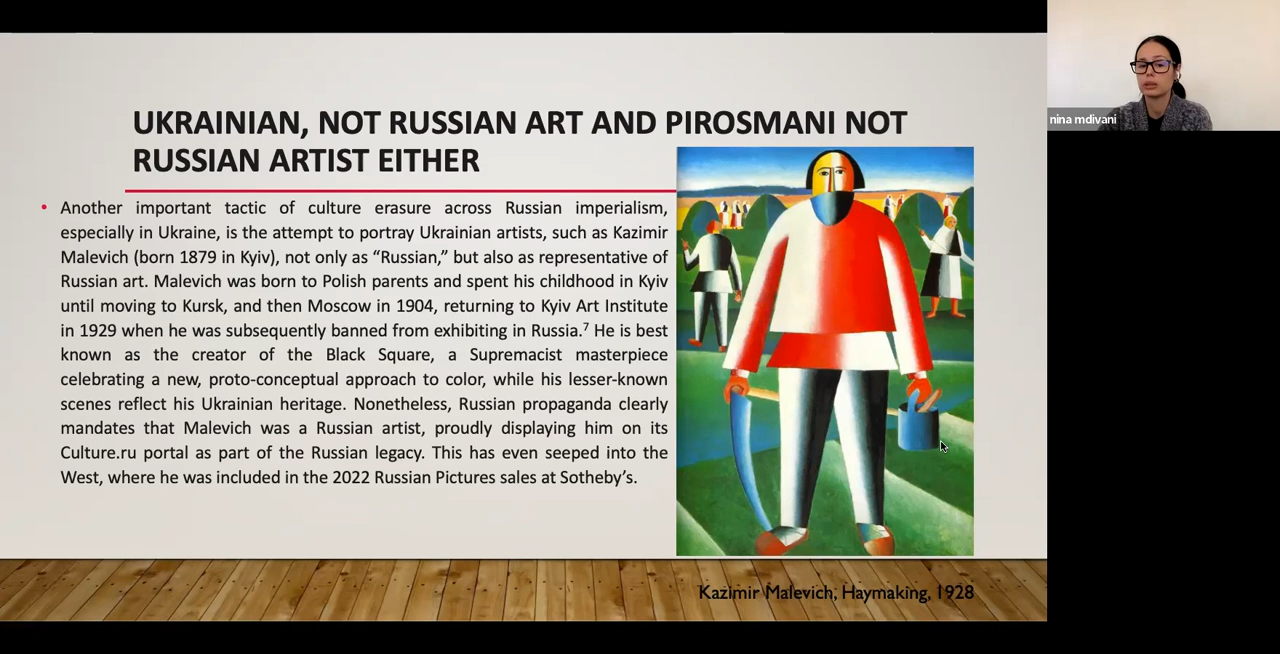 UKRAINIAN, NOT RUSSIAN ART AND PIROSMANI NOT
RUSSIAN ARTIST EITHER
• Another important tactic of culture erasure across Russian imperialism,
especially in Ukraine, is the attempt to portray Ukrainian artists, such as Kazimir
Malevich (born 1879 in Kyiv), not only as “Russian,” but also as representative of
Russian art. Malevich was born to Polish parents and spent his childhood in Kyiv
until moving to Kursk, and then Moscow in 1904, returning to Kyiv Art Institute
in 1929 when he was subsequently banned from exhibiting in Russia.⁷ He is best
known as the creator of the Black Square, a Supremacist masterpiece
celebrating a new, proto-conceptual approach to color, while his lesser-known
scenes reflect his Ukrainian heritage. Nonetheless, Russian propaganda clearly
mandates that Malevich was a Russian artist, proudly displaying him on its
Culture.ru portal as part of the Russian legacy. This has even seeped into the
West, where he was included in the 2022 Russian Pictures sales at Sotheby’s.
Kazimir Malevich, Haymaking, 1928
nina mdivani